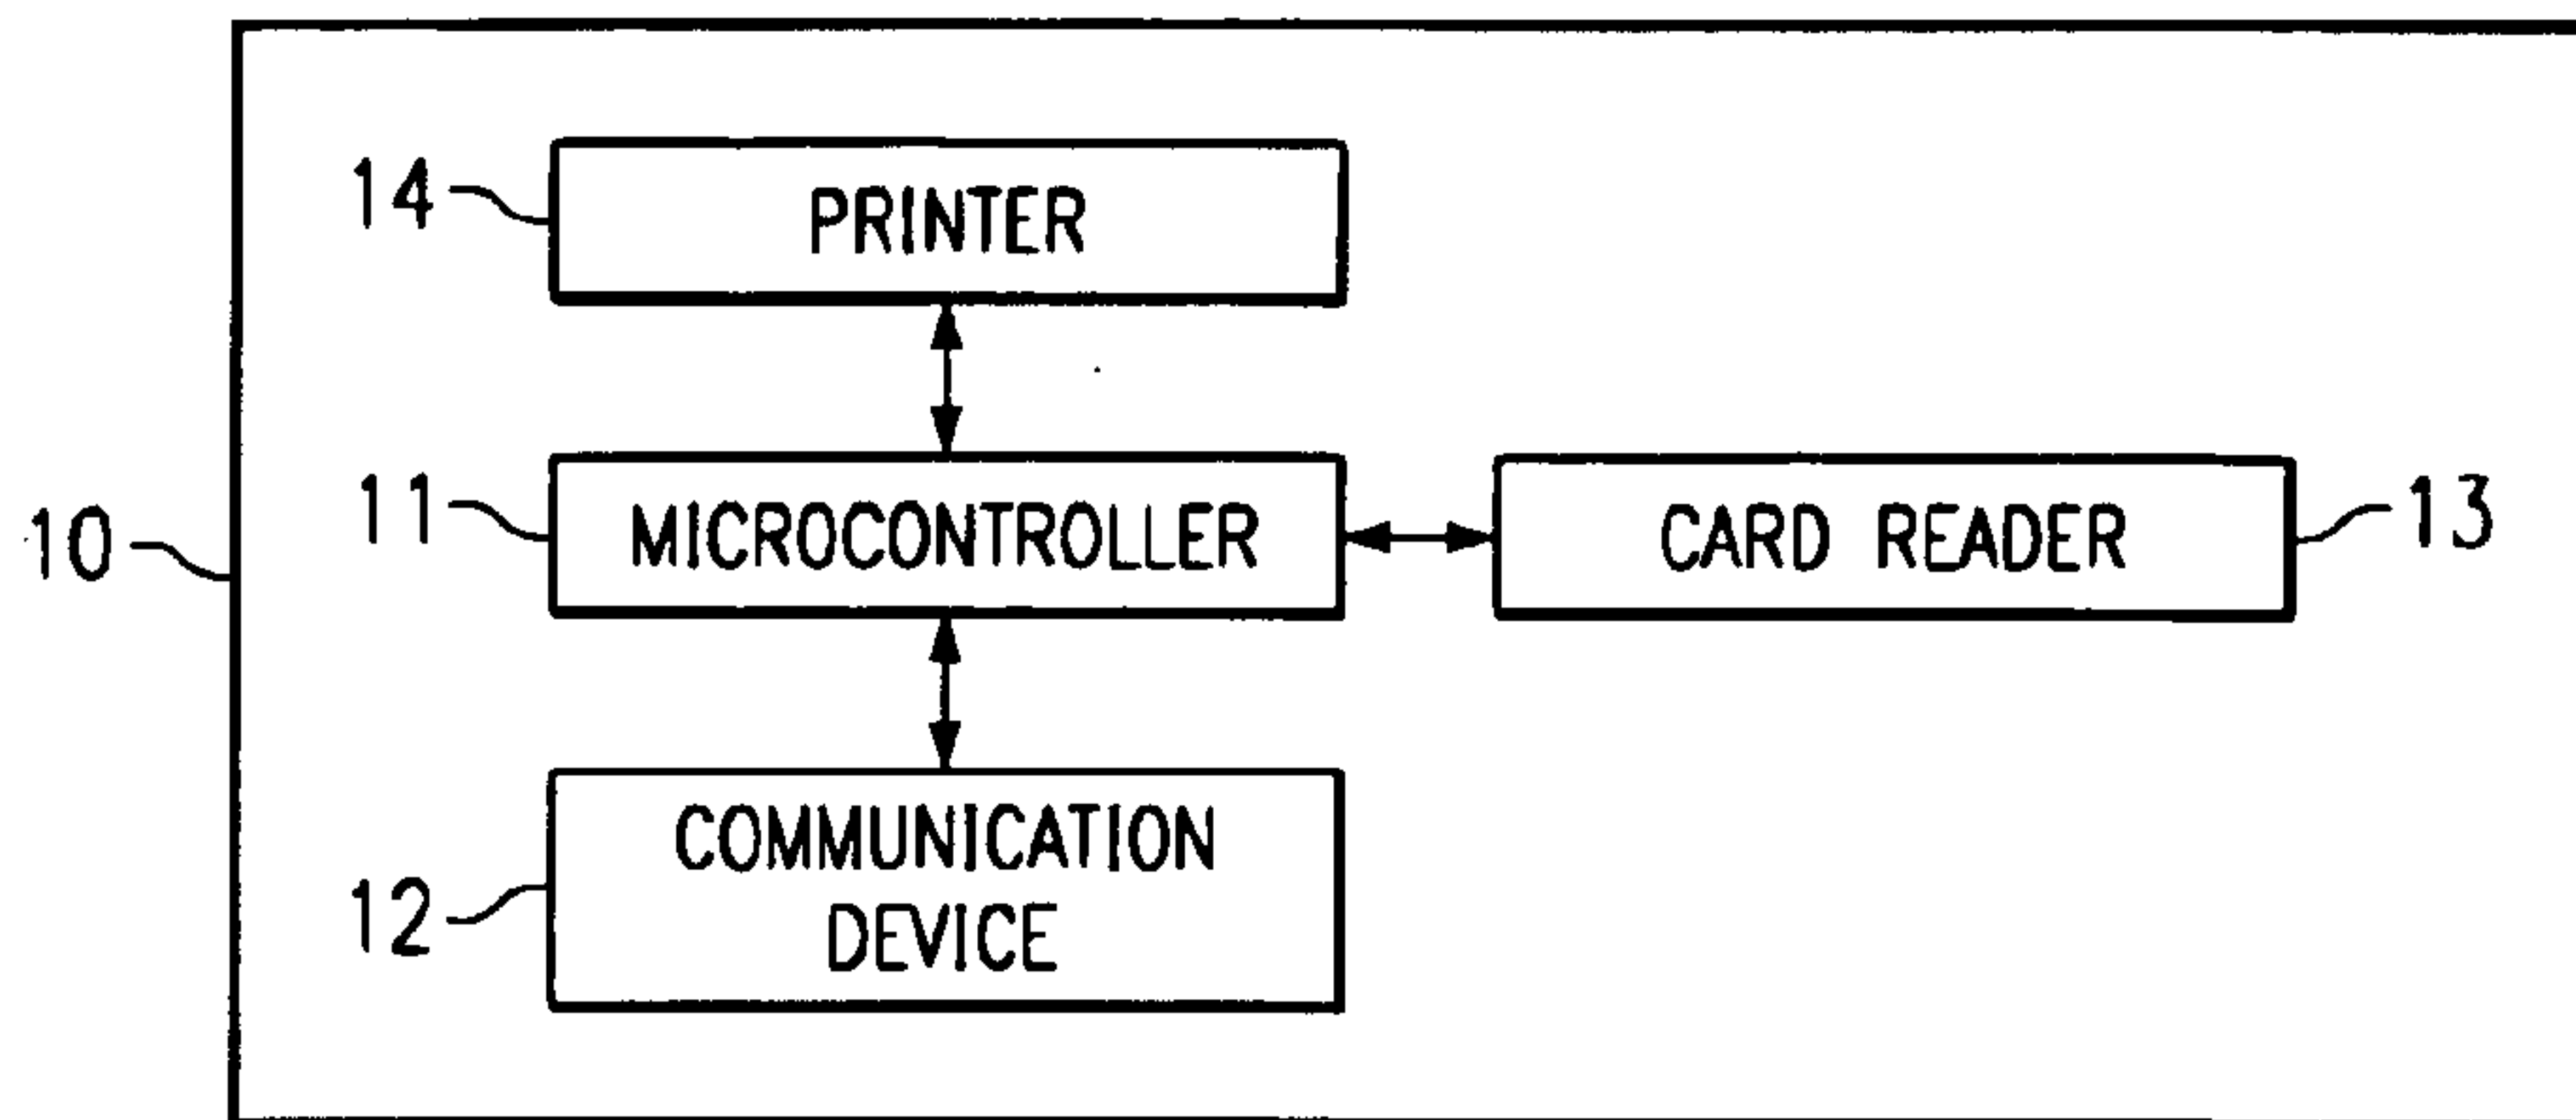 14
PRINTER
11
MICROCONTROLLER
CARD READER
13
10
12
COMMUNICATION
DEVICE